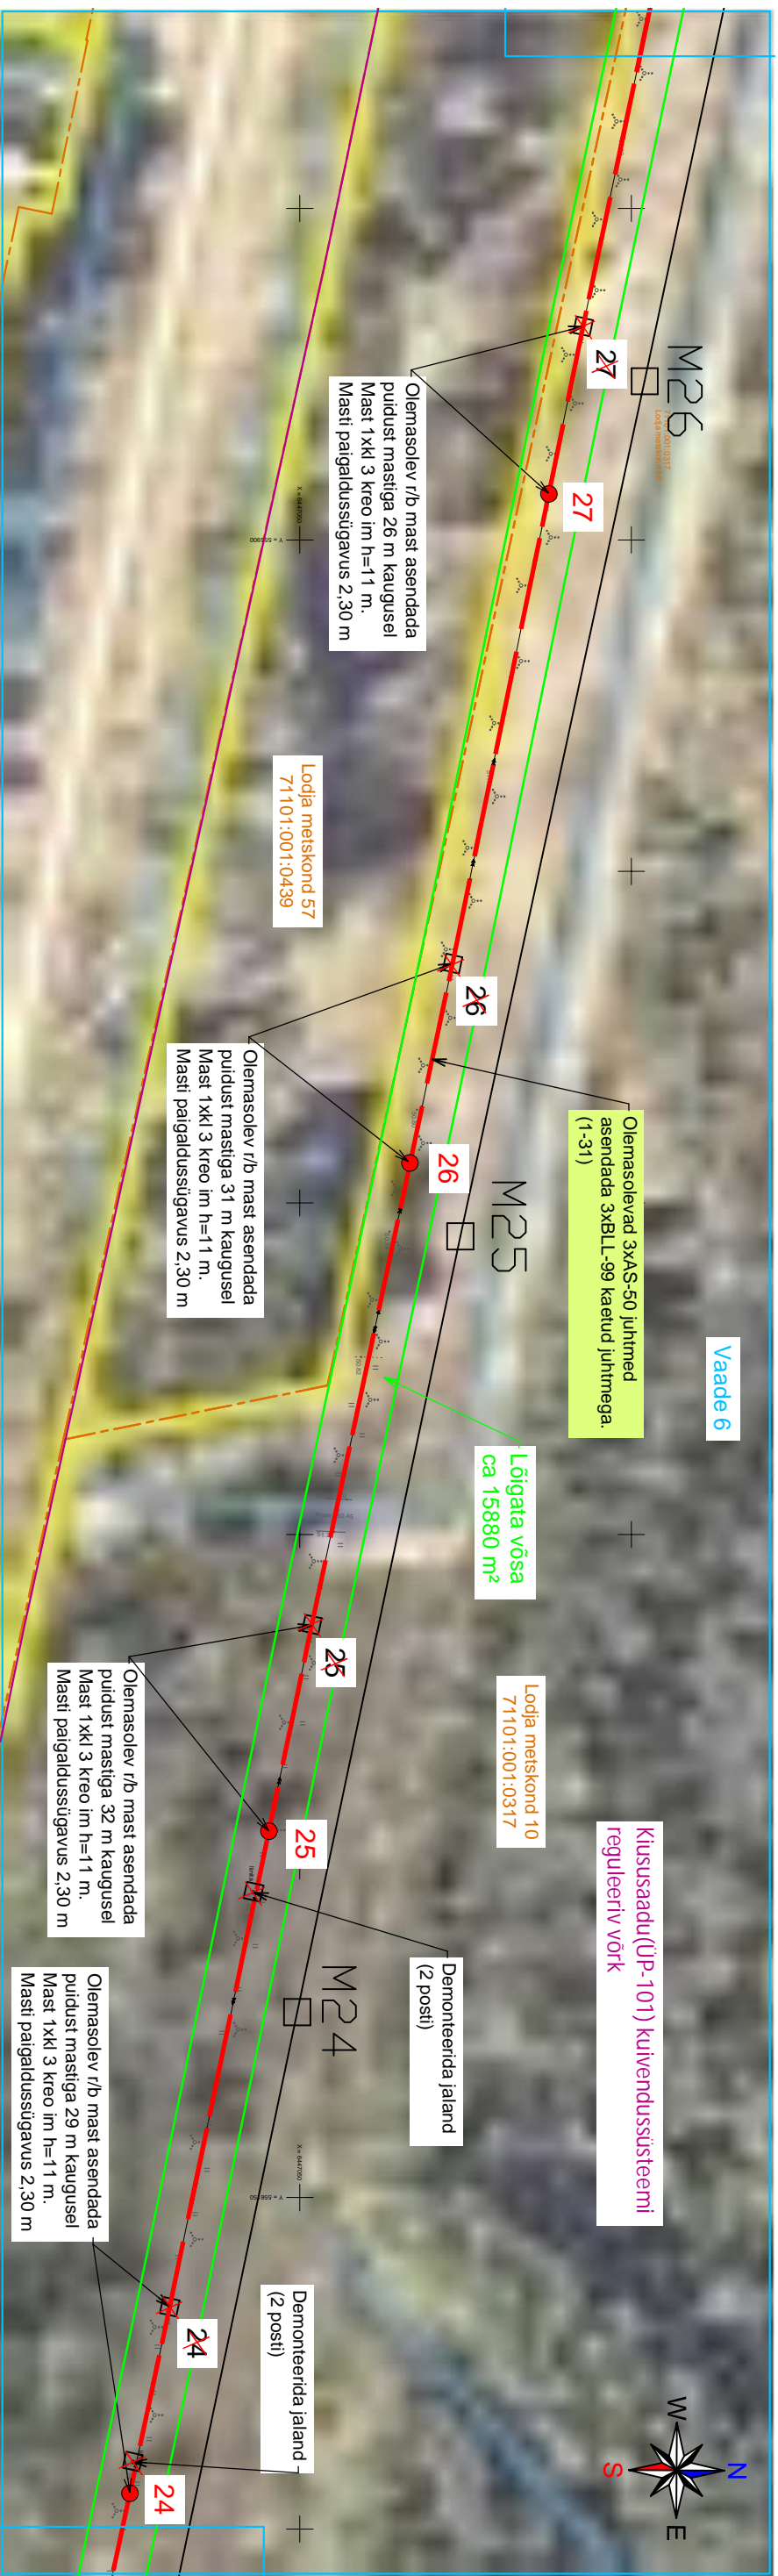 Vaade 6
Kiususaadu(ÜP-101) kuivendussüsteemi
reguleeriv võrk
N
W
E
S
M26
27
27
Olemasolev r/b mast asendada
puidust mastiga 26 m kaugusel
Mast 1xkl 3 kreo im h=11 m.
Masti paigaldussügavus 2,30 m
X = 6447050
Lodja metskond 57
71101:001:0439
Olemasolevad 3xAS-50 juhtmed
asendada 3xBLL-99 kaetud juhtmega.
(1-31)
26
26
M25
Olemasolev r/b mast asendada
puidust mastiga 31 m kaugusel
Mast 1xkl 3 kreo im h=11 m.
Masti paigaldussügavus 2,30 m
Lõigata võsa
ca 15880 m²
50.82
Lodja metskond 10
71101:001:0317
25
25
Olemasolev r/b mast asendada
puidust mastiga 32 m kaugusel
Mast 1xkl 3 kreo im h=11 m.
Masti paigaldussügavus 2,30 m
Demonteerida jaland
(2 posti)
M24
X = 6447050
Olemasolev r/b mast asendada
puidust mastiga 29 m kaugusel
Mast 1xkl 3 kreo im h=11 m.
Masti paigaldussügavus 2,30 m
Demonteerida jaland
(2 posti)
24
24